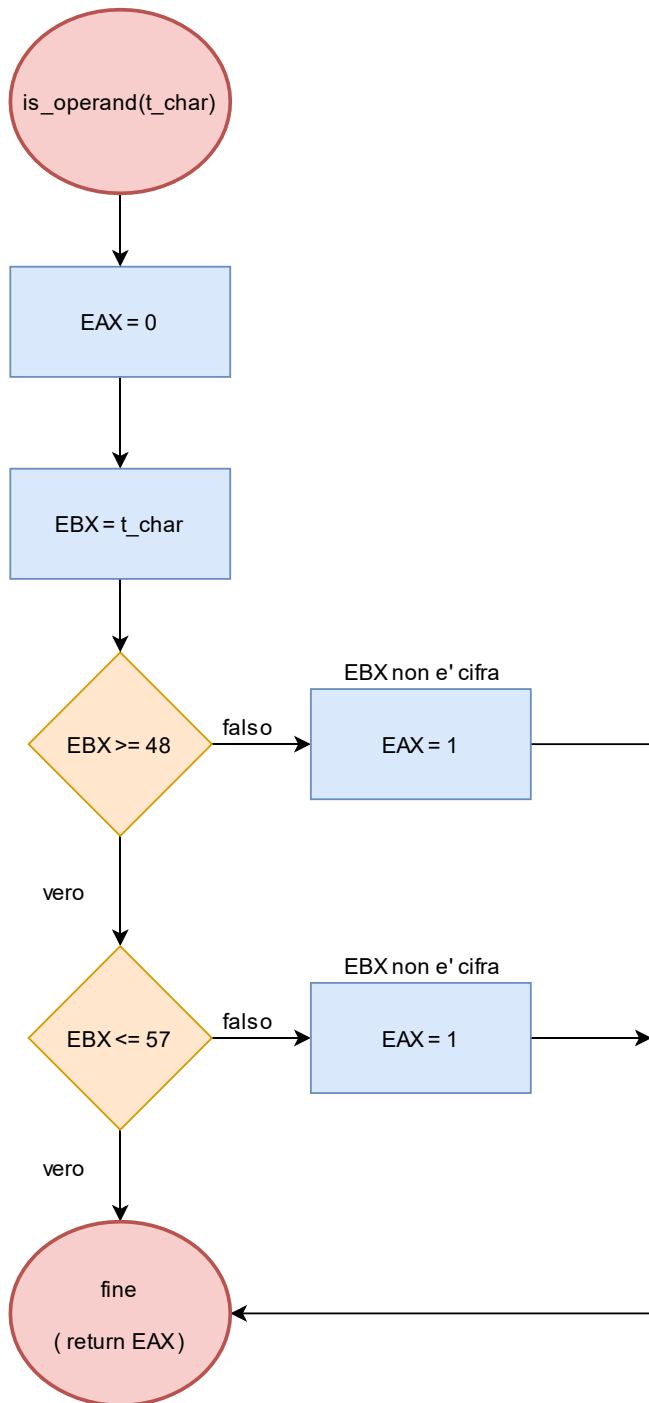 is_operand(t_char)
EAX = 0
EBX = t_char
EBX >= 48
falso
EBX non e' cifra
EAX = 1
vero
EBX <= 57
falso
EBX non e' cifra
EAX = 1
vero
fine
( return EAX )